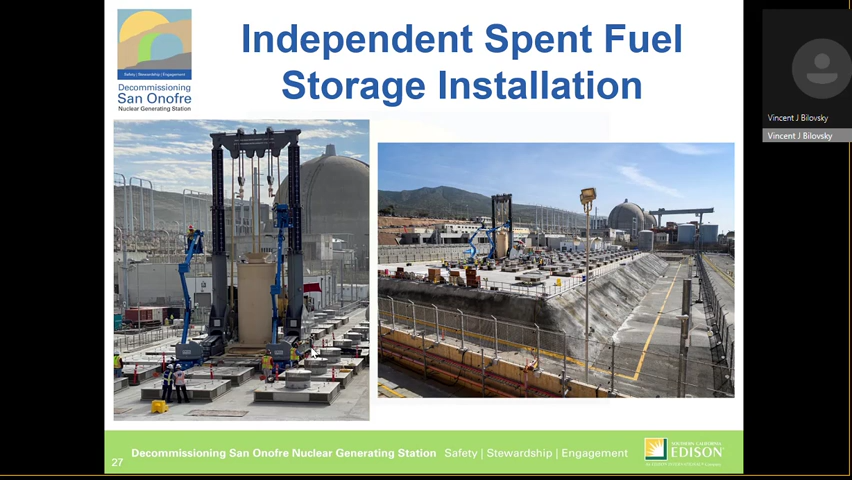 Independent Spent Fuel
Storage Installation
Safety | Stewardship | Engagement
Decommissioning
San Onofre
Nuclear Generating Station
Vincent J Bilovsky
Vincent J Bilovsky
27
Decommissioning San Onofre Nuclear Generating Station Safety | Stewardship | Engagement
SOUTHERN CALIFORNIA
EDISON